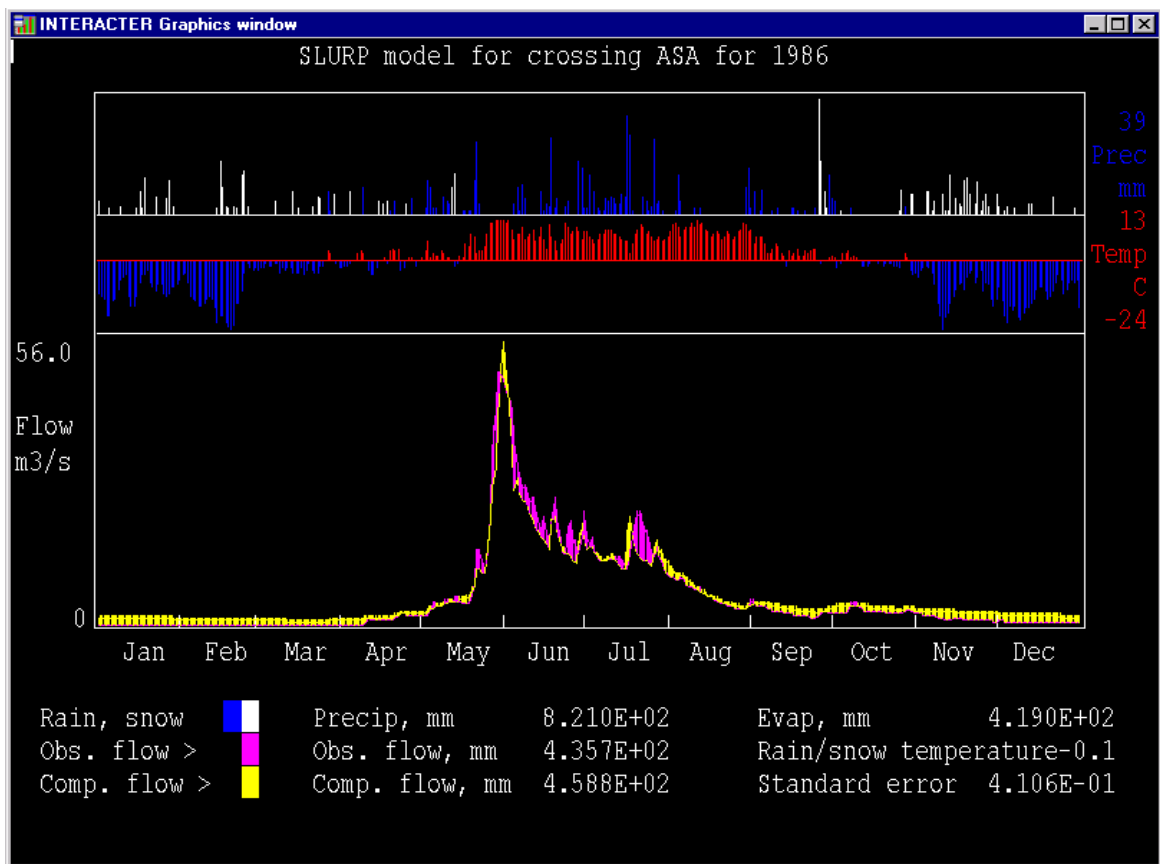 INTERACTER Graphics window
SLURP model for crossing ASA for 1986
39
Prec
mm
13
Temp
C
-24
56.0
Flow
m3/s
0
Jan Feb Mar Apr May Jun Jul Aug Sep Oct Nov Dec
Rain, snow Precip, mm 8.210E+02 Evap, mm 4.190E+02
Obs. flow > Obs. flow, mm 4.357E+02 Rain/snow temperature-0.1
Comp. flow > Comp. flow, mm 4.588E+02 Standard error 4.106E-01